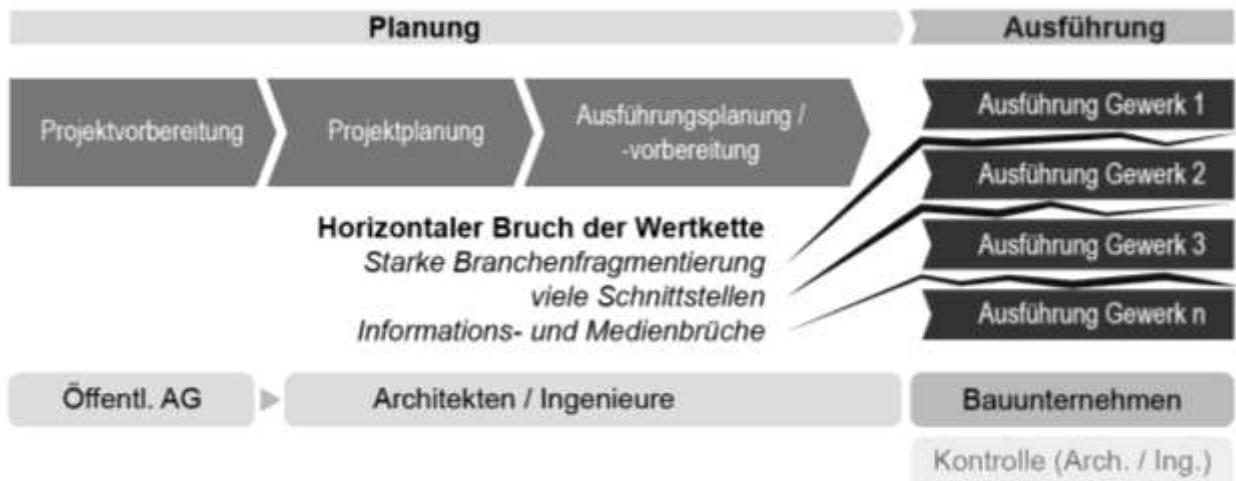 Planung
Ausführung
Projektvorbereitung
Projektplanung
Ausführungsplanung /
-vorbereitung
Ausführung Gewerk 1
Ausführung Gewerk 2
Ausführung Gewerk 3
Ausführung Gewerk n
Horizontaler Bruch der Wertkette
Starke Branchenfragmentierung
viele Schnittstellen
Informations- und Medienbrüche
Öffentl. AG
Architekten / Ingenieure
Bauunternehmen
Kontrolle (Arch. / Ing.)